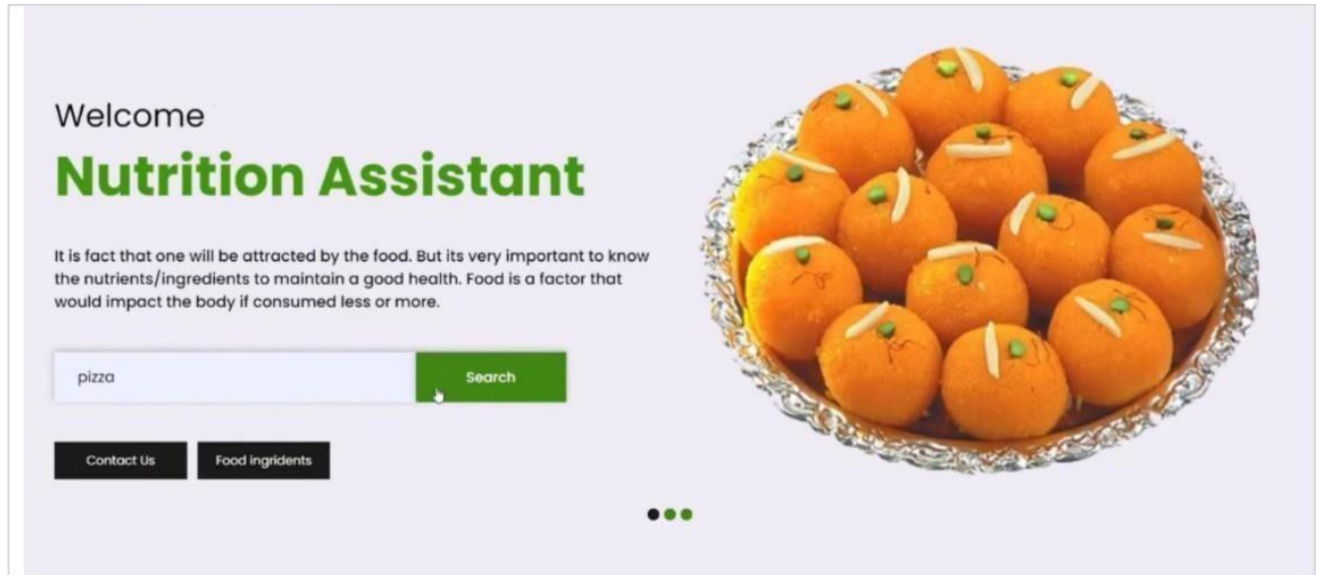 Welcome
Nutrition Assistant
It is fact that one will be attracted by the food. But its very important to know
the nutrients/ingredients to maintain a good health. Food is a factor that
would impact the body if consumed less or more.
pizza
Search
Contact Us
Food ingridents